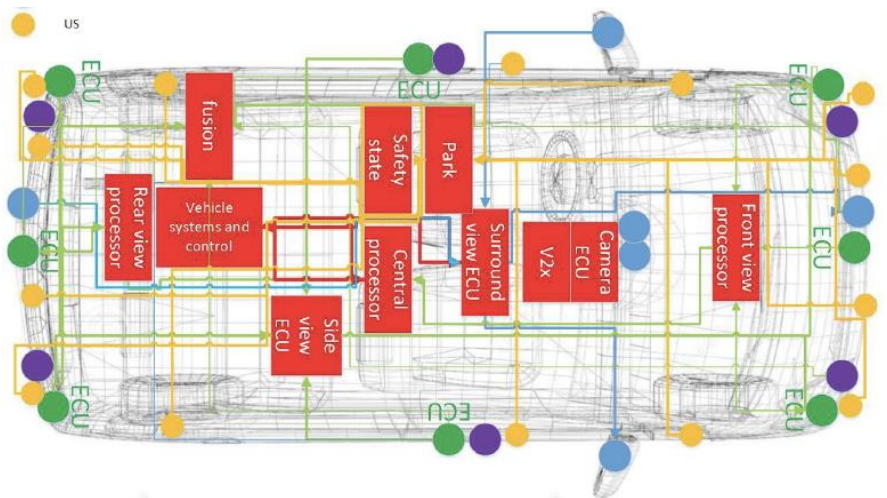 US
ECU
ECU
ECU
fusion
Safety
state
Park
Rear view
processor
Vehicle
systems and
control
Central
processor
Surround
view ECU
V2x
Camera
ECU
Front view
processor
ECU
ECU
Side
view
ECU
ECU
ECU
ECU